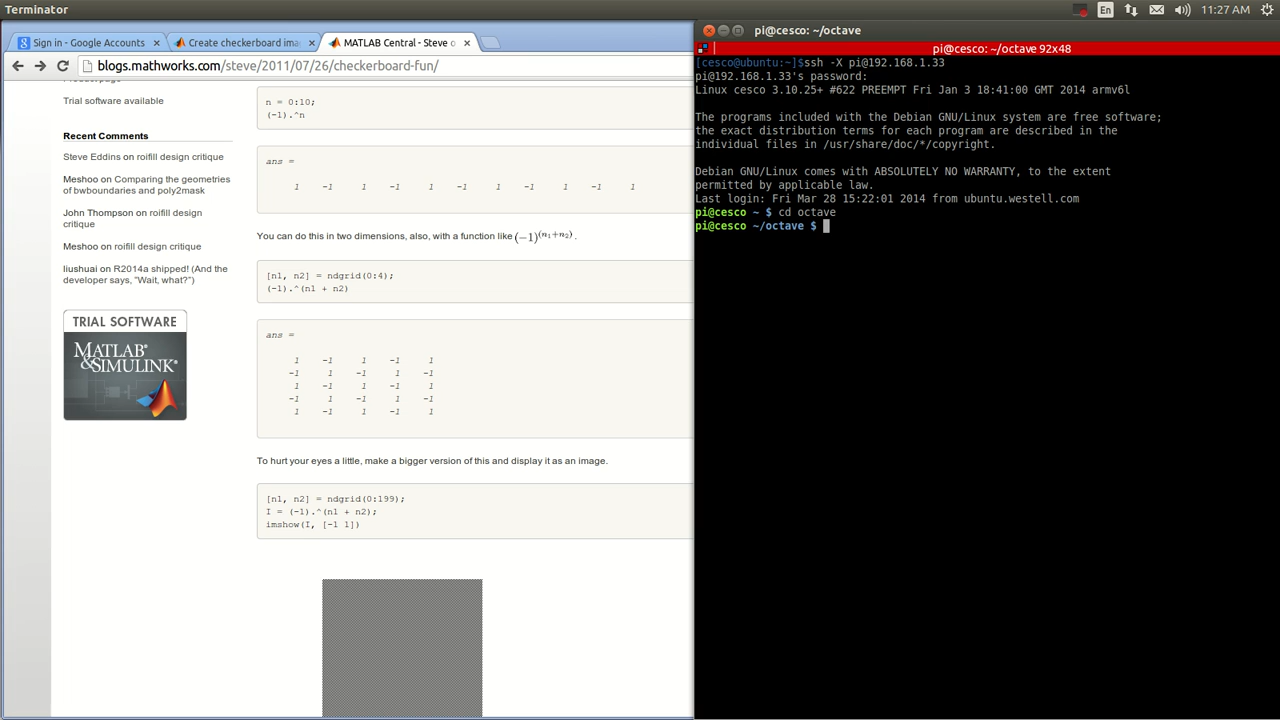 Terminator
En
11:27 AM
Sign in - Google Accounts
Create checkerboard ima
MATLAB Central - Steve o
blogs.mathworks.com/steve/2011/07/26/checkerboard-fun/
Trial software available
Recent Comments
Steve Eddins on roifill design critique
Meshoo on Comparing the geometries
of bwboundaries and poly2mask
John Thompson on roifill design
critique
Meshoo on roifill design critique
liushuai on R2014a shipped! (And the
developer says, "Wait, what?")
TRIAL SOFTWARE
MATLAB®
&SIMULINK®
n = 0:10;
(-1).^n
ans =
1 -1 1 -1 1 -1 1 -1 1 -1 1
You can do this in two dimensions, also, with a function like (−1)^(n₁+n₂).
[n1, n2] = ndgrid(0:4);
(-1).^(n1 + n2)
ans =
1 -1 1 -1 1
-1 1 -1 1 -1
1 -1 1 -1 1
-1 1 -1 1 -1
1 -1 1 -1 1
To hurt your eyes a little, make a bigger version of this and display it as an image.
[n1, n2] = ndgrid(0:199);
I = (-1).^(n1 + n2);
imshow(I, [-1 1])
pi@cesco: ~/octave
pi@cesco: ~/octave 92x48
[cesco@ubuntu:~]$ssh -X pi@192.168.1.33
pi@192.168.1.33's password:
Linux cesco 3.10.25+ #622 PREEMPT Fri Jan 3 18:41:00 GMT 2014 armv6l
The programs included with the Debian GNU/Linux system are free software;
the exact distribution terms for each program are described in the
individual files in /usr/share/doc/*/copyright.
Debian GNU/Linux comes with ABSOLUTELY NO WARRANTY, to the extent
permitted by applicable law.
Last login: Fri Mar 28 15:22:01 2014 from ubuntu.westell.com
pi@cesco ~ $ cd octave
pi@cesco ~/octave $